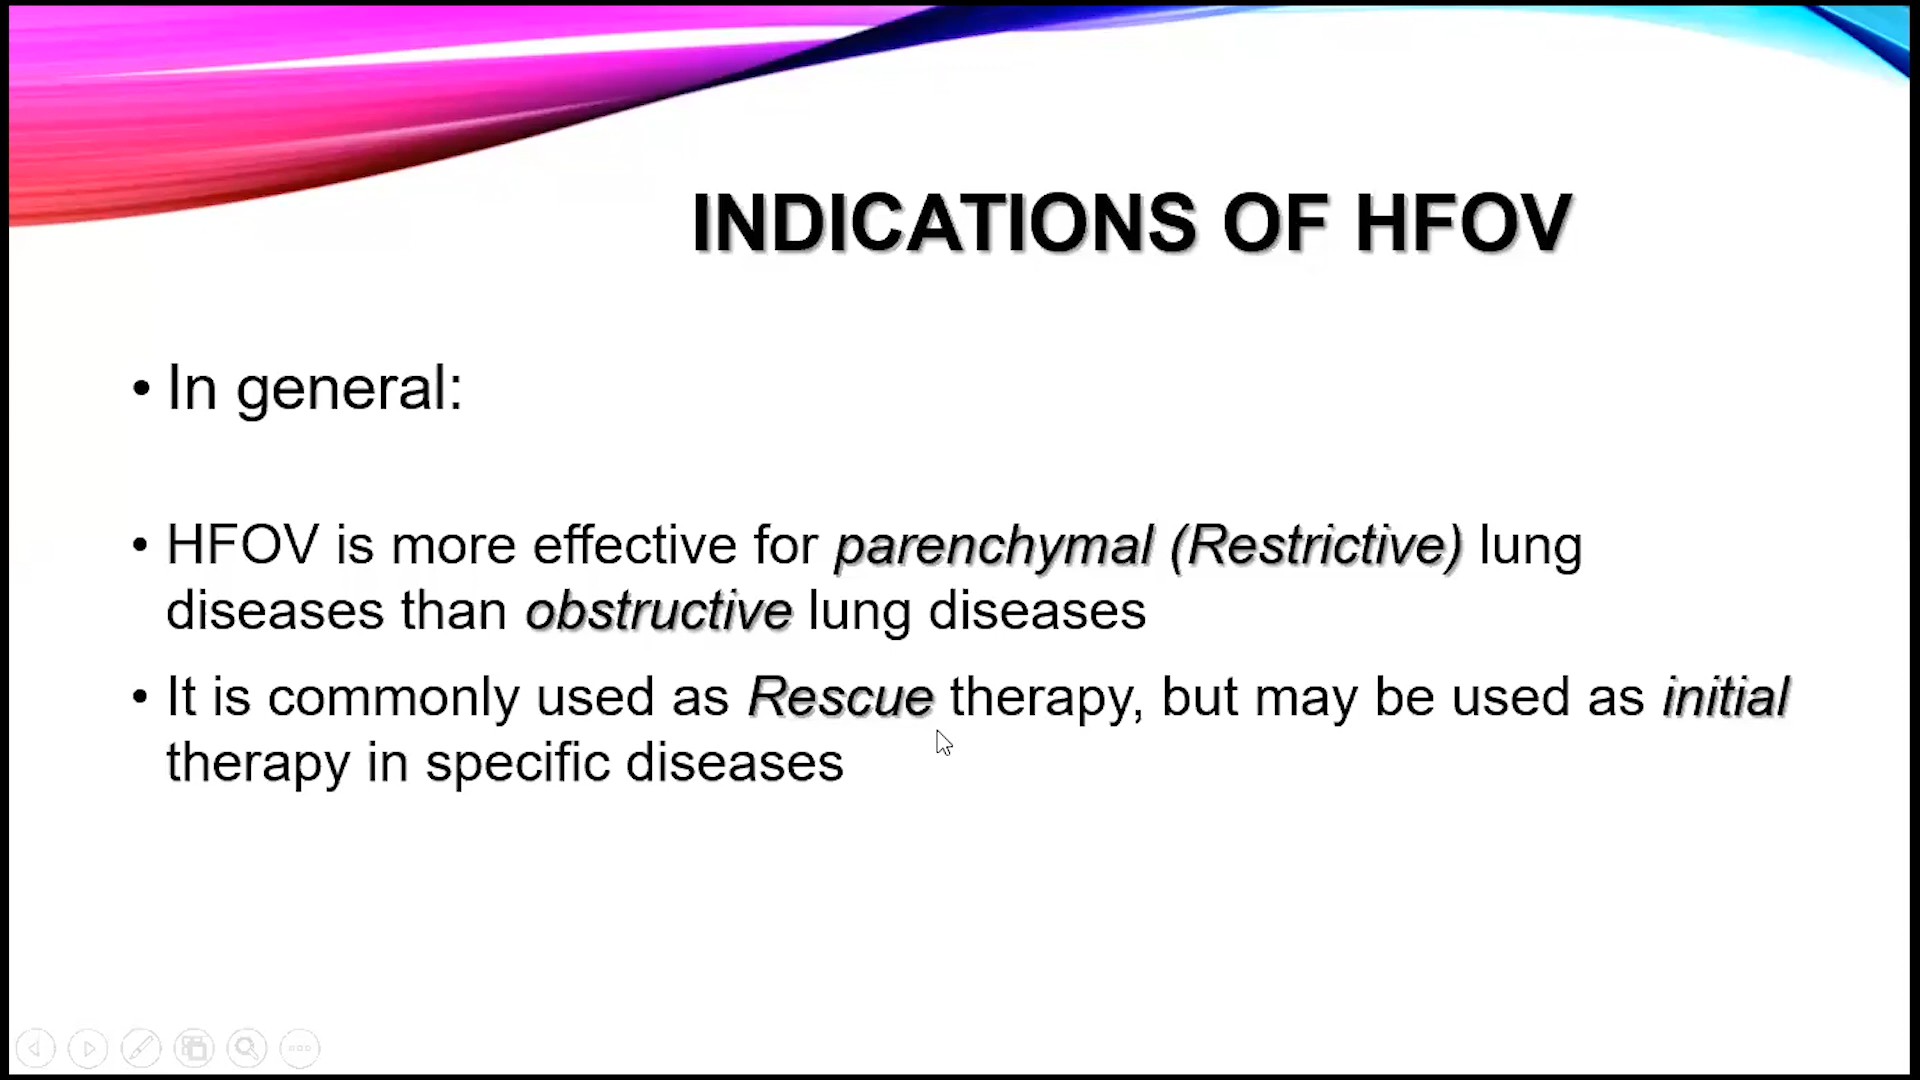 INDICATIONS OF HFOV
• In general:
• HFOV is more effective for parenchymal (Restrictive) lung
diseases than obstructive lung diseases
• It is commonly used as Rescue therapy, but may be used as initial
therapy in specific diseases